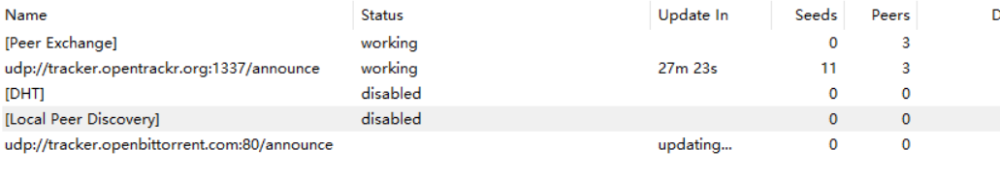 Name Status Update In Seeds Peers D
[Peer Exchange] working 0 3
udp://tracker.opentrackr.org:1337/announce working 27m 23s 11 3
[DHT] disabled 0 0
[Local Peer Discovery] disabled 0 0
udp://tracker.openbittorrent.com:80/announce updating... 0 0